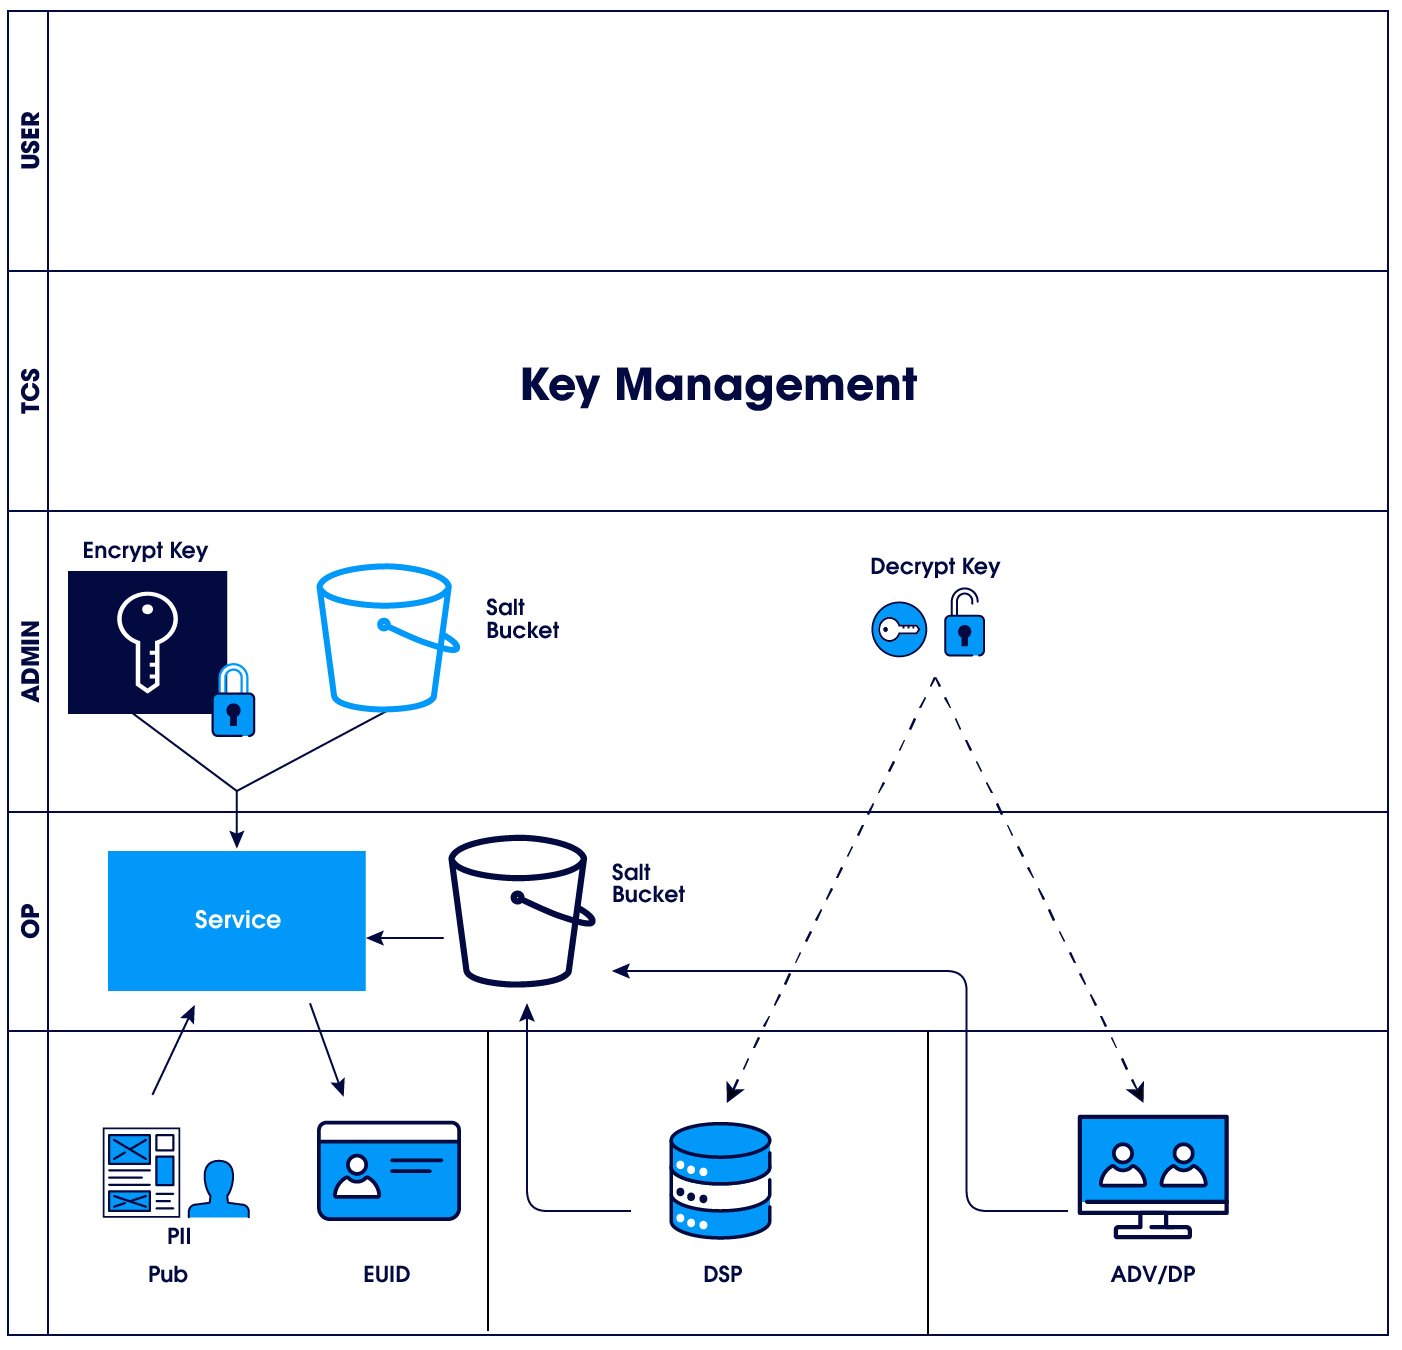 USER
TCS
Key Management
ADMIN
Encrypt Key
Salt
Bucket
Decrypt Key
OP
Service
Salt
Bucket
PII
Pub
EUID
DSP
ADV/DP